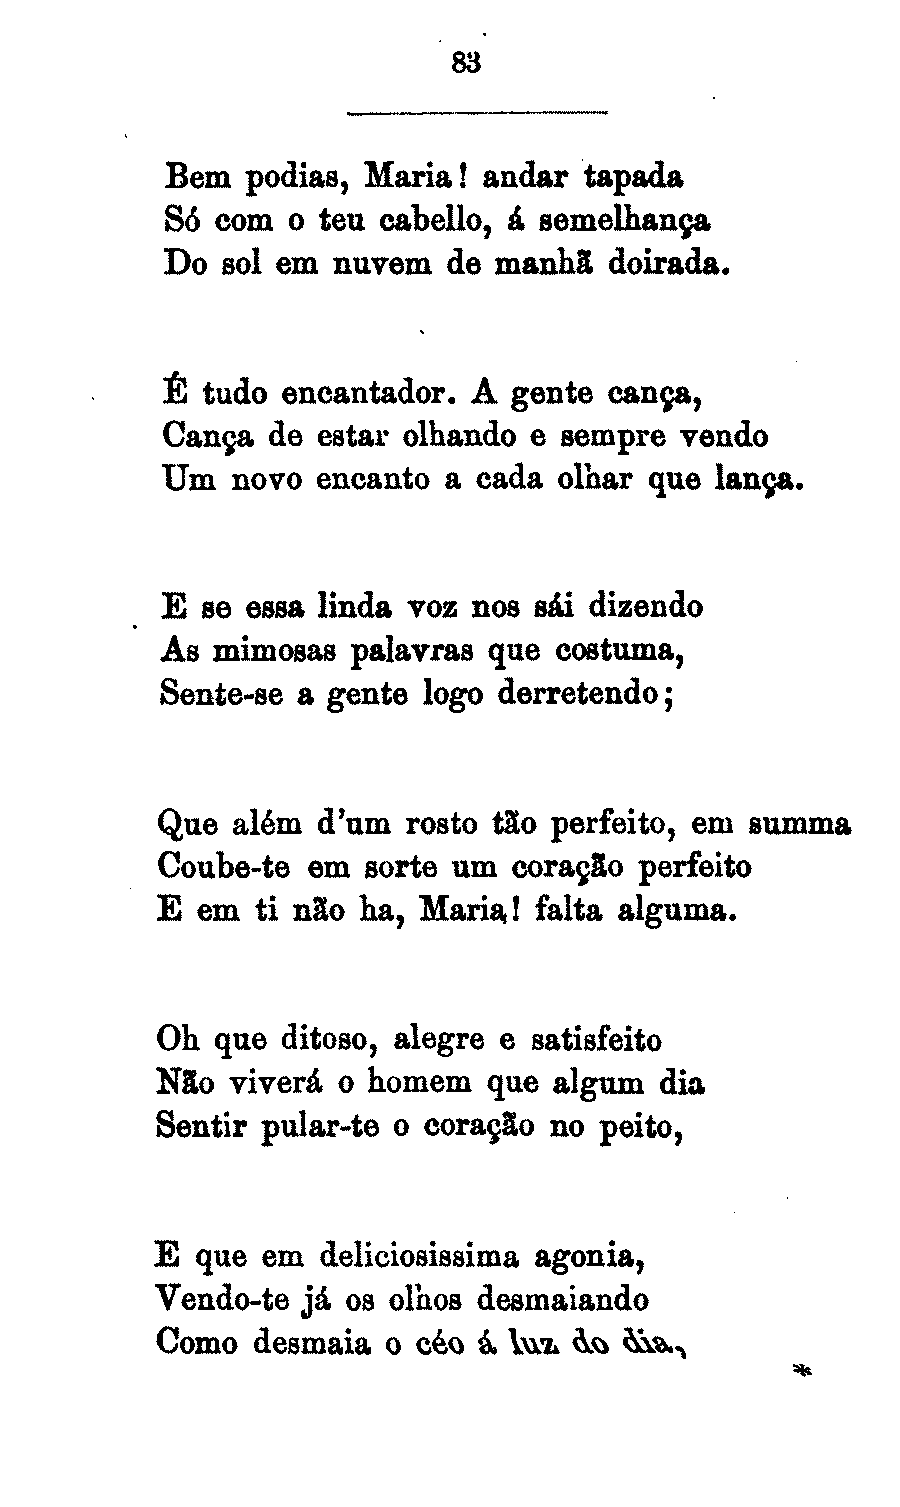 83
Bem podias, Maria! andar tapada
Só com o teu cabello, á semelhança
Do sol em nuvem de manhã doirada.
É tudo encantador. A gente cança,
Cança de estar olhando e sempre vendo
Um novo encanto a cada olhar que lança.
E se essa linda voz nos sái dizendo
As mimosas palavras que costuma,
Sente-se a gente logo derretendo;
Que além d'um rosto tão perfeito, em summa
Coube-te em sorte um coração perfeito
E em ti não ha, Maria! falta alguma.
Oh que ditoso, alegre e satisfeito
Não viverá o homem que algum dia
Sentir pular-te o coração no peito,
E que em deliciosissima agonia,
Vendo-te já os olhos desmaiando
Como desmaia o céo á luz do dia,
*